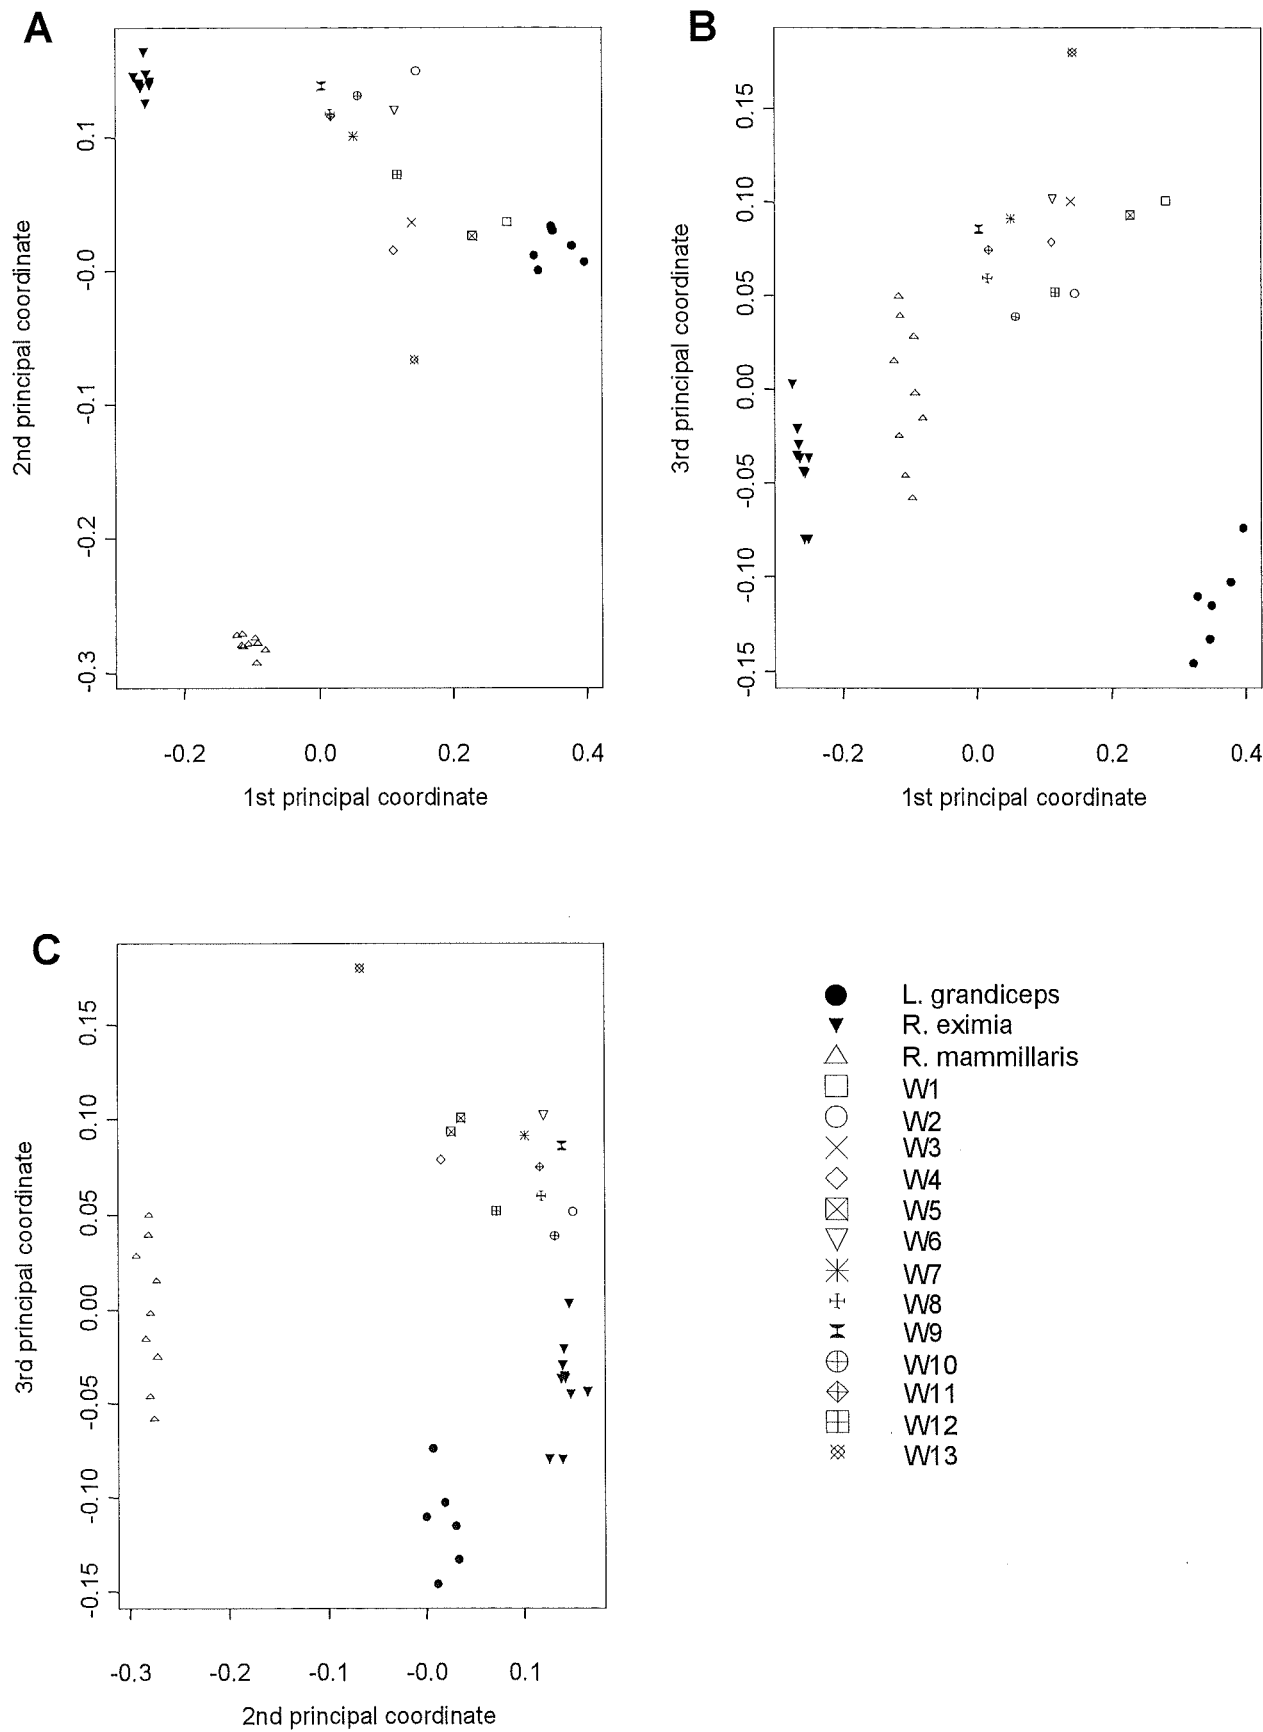 A
0.1
-0.0
-0.1
-0.2
-0.3
2nd principal coordinate
-0.2 0.0 0.2 0.4
1st principal coordinate
B
0.15
0.10
0.05
0.00
-0.05
-0.10
-0.15
3rd principal coordinate
-0.2 0.0 0.2 0.4
1st principal coordinate
C
0.15
0.10
0.05
0.00
-0.05
-0.10
-0.15
3rd principal coordinate
-0.3 -0.2 -0.1 -0.0 0.1
2nd principal coordinate
L. grandiceps
R. eximia
R. mammillaris
W1
W2
W3
W4
W5
W6
W7
W8
W9
W10
W11
W12
W13